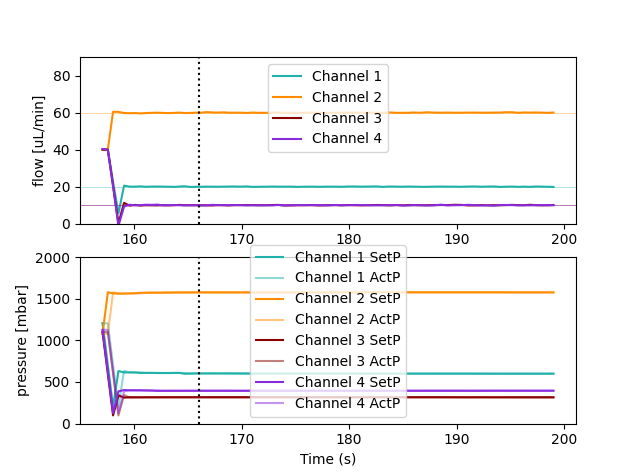 80
60
40
20
0
flow [uL/min]
Channel 1
Channel 2
Channel 3
Channel 4
160
170
180
190
200
2000
1500
1000
500
0
pressure [mbar]
Channel 1 SetP
Channel 1 ActP
Channel 2 SetP
Channel 2 ActP
Channel 3 SetP
Channel 3 ActP
Channel 4 SetP
Channel 4 ActP
160
170
180
190
200
Time (s)